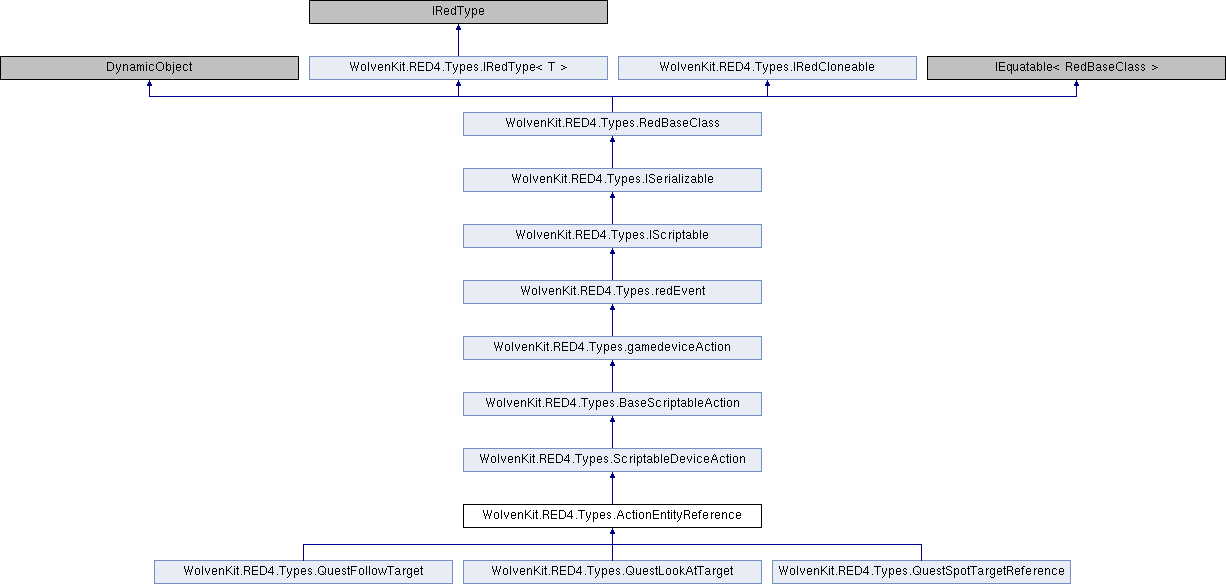 IRedType
DynamicObject
WolvenKit.RED4.Types.IRedType< T >
WolvenKit.RED4.Types.IRedCloneable
IEquatable< RedBaseClass >
WolvenKit.RED4.Types.RedBaseClass
WolvenKit.RED4.Types.ISerializable
WolvenKit.RED4.Types.IScriptable
WolvenKit.RED4.Types.redEvent
WolvenKit.RED4.Types.gamedeviceAction
WolvenKit.RED4.Types.BaseScriptableAction
WolvenKit.RED4.Types.ScriptableDeviceAction
WolvenKit.RED4.Types.ActionEntityReference
WolvenKit.RED4.Types.QuestFollowTarget
WolvenKit.RED4.Types.QuestLookAtTarget
WolvenKit.RED4.Types.QuestSpotTargetReference